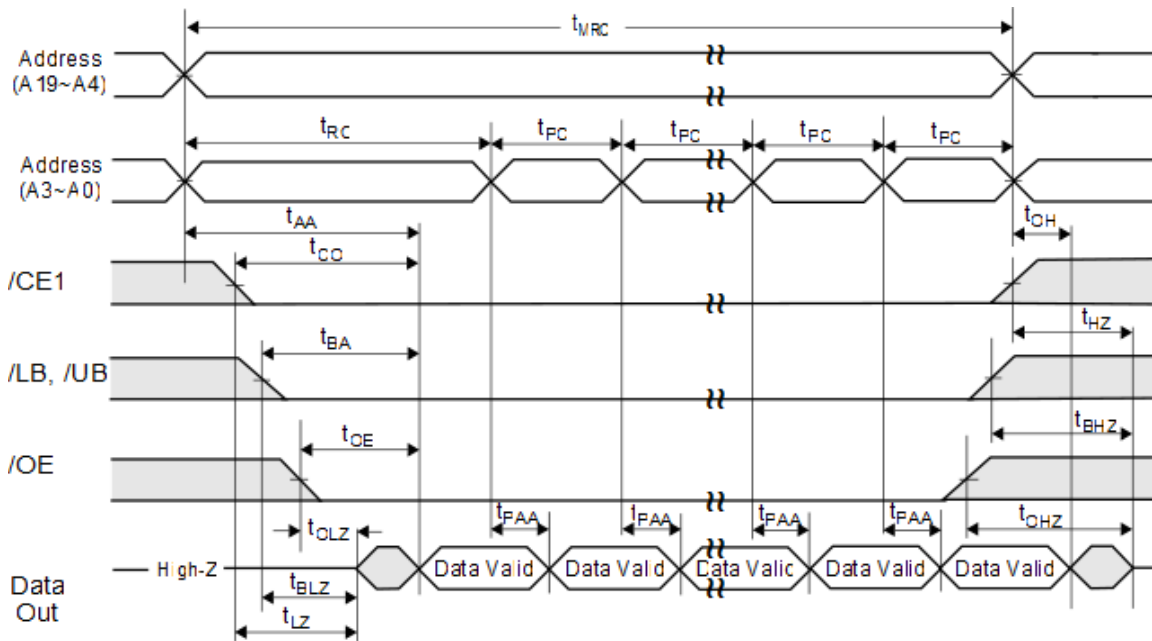 tMRC
Address
(A19~A4)
tRC tPC tPC tPC tPC
Address
(A3~A0)
tAA tOH
tCO
/CE1
tBA tHZ
/LB, /UB
tOE tBHZ
/OE
tOLZ tPAA tPAA tPAA tPAA tOHZ
High-Z Data Valid Data Valid Data Valid Data Valid Data Valid
Data
Out
tBLZ
tLZ